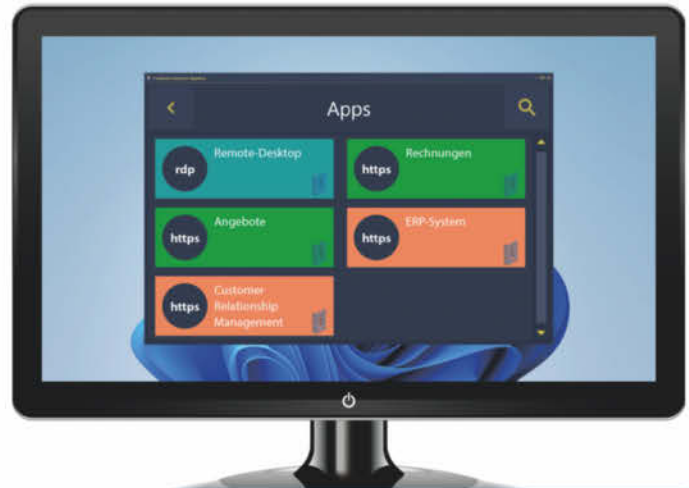 Apps
rdp
Remote-Desktop
https
Rechnungen
https
Angebote
https
ERP-System
https
Customer
Relationship
Management